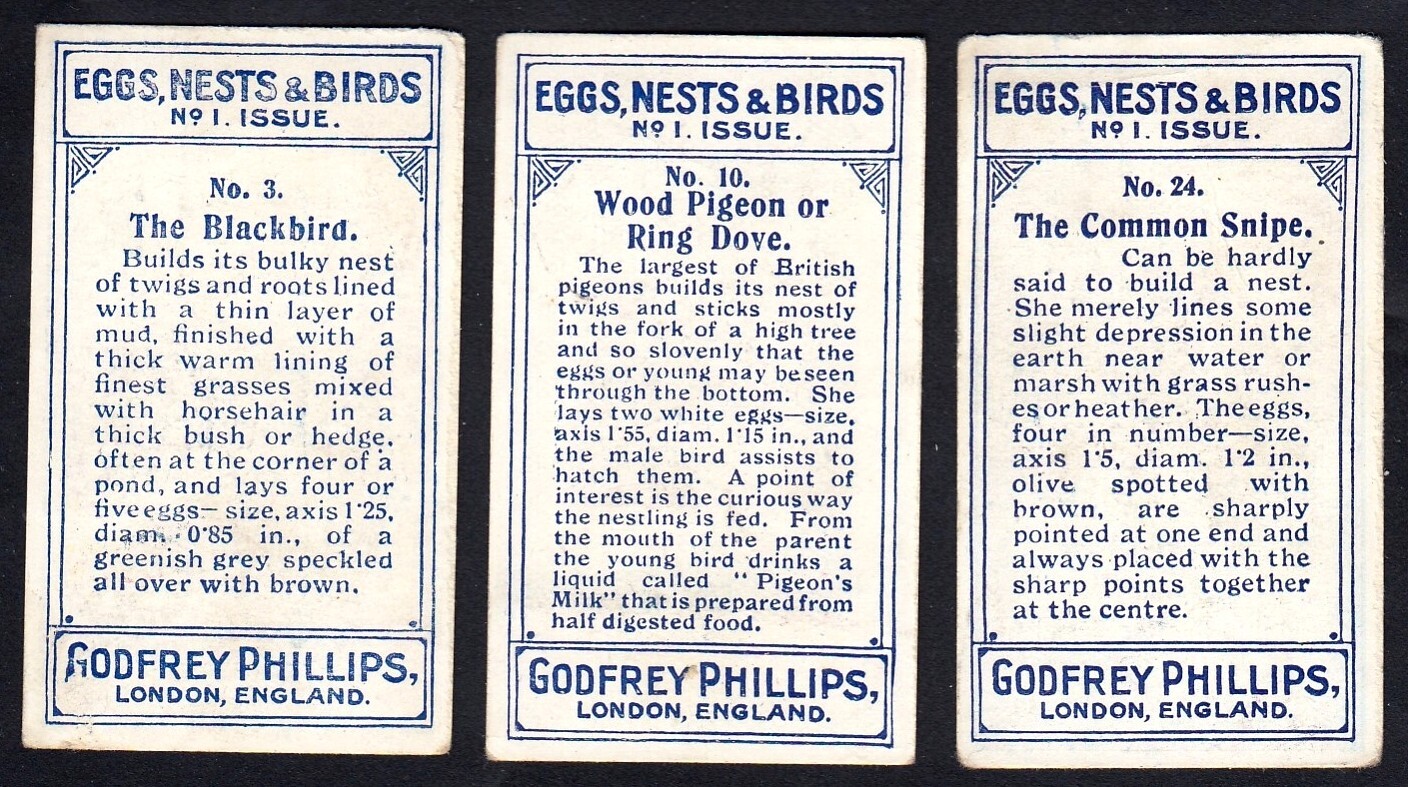 EGGS, NESTS & BIRDS
Nº 1. ISSUE.
No. 3.
The Blackbird.
Builds its bulky nest
of twigs and roots lined
with a thin layer of
mud, finished with a
thick warm lining of
finest grasses mixed
with horsehair in a
thick bush or hedge,
often at the corner of a
pond, and lays four or
five eggs—size, axis 1·25,
diam. 0·85 in., of a
greenish grey speckled
all over with brown.
GODFREY PHILLIPS,
LONDON, ENGLAND.
EGGS, NESTS & BIRDS
Nº 1. ISSUE.
No. 10.
Wood Pigeon or
Ring Dove.
The largest of British
pigeons builds its nest of
twigs and sticks mostly
in the fork of a high tree
and so slovenly that the
eggs or young may be seen
through the bottom. She
lays two white eggs—size,
axis 1·55, diam. 1·15 in., and
the male bird assists to
hatch them. A point of
interest is the curious way
the nestling is fed. From
the mouth of the parent
the young bird drinks a
liquid called "Pigeon's
Milk" that is prepared from
half digested food.
GODFREY PHILLIPS,
LONDON, ENGLAND.
EGGS, NESTS & BIRDS
Nº 1. ISSUE.
No. 24.
The Common Snipe.
Can be hardly
said to build a nest.
She merely lines some
slight depression in the
earth near water or
marsh with grass rush-
es or heather. The eggs,
four in number—size,
axis 1·5, diam. 1·2 in.,
olive spotted with
brown, are sharply
pointed at one end and
always placed with the
sharp points together
at the centre.
GODFREY PHILLIPS,
LONDON, ENGLAND.